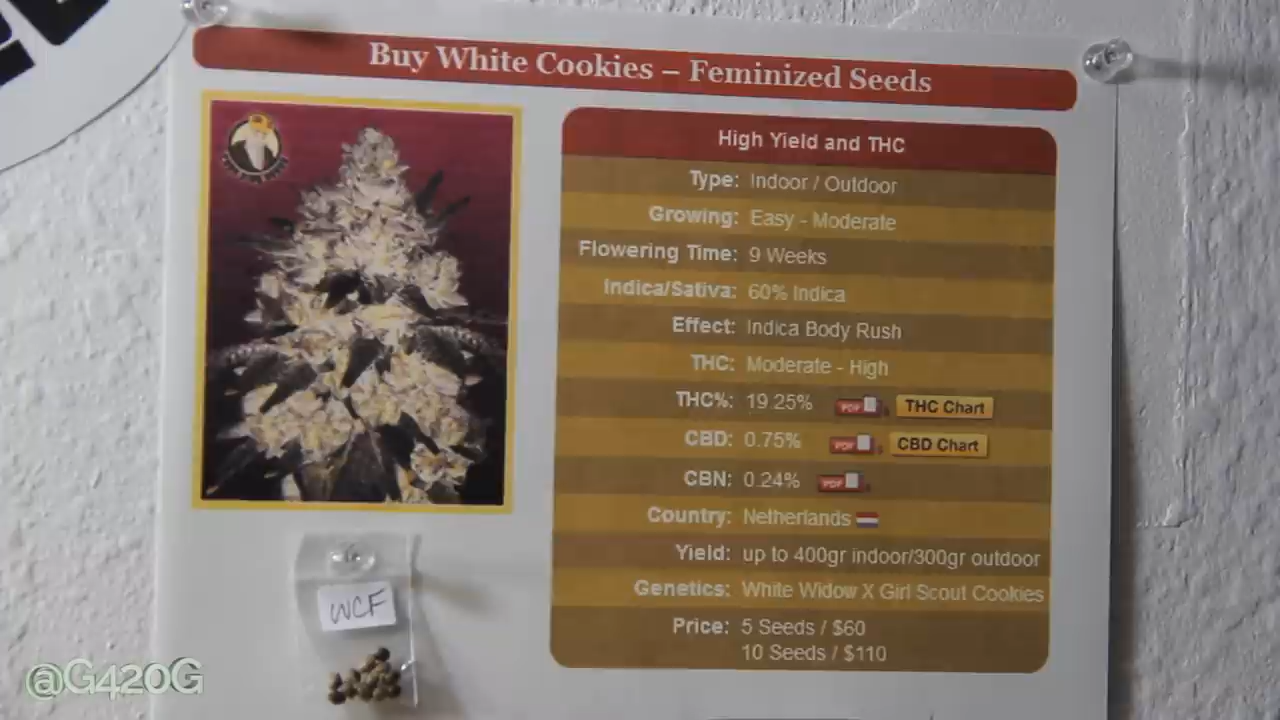 Buy White Cookies – Feminized Seeds
High Yield and THC
Type: Indoor / Outdoor
Growing: Easy - Moderate
Flowering Time: 9 Weeks
Indica/Sativa: 60% Indica
Effect: Indica Body Rush
THC: Moderate - High
THC%: 19.25% PDF THC Chart
CBD: 0.75% PDF CBD Chart
CBN: 0.24% PDF
Country: Netherlands
Yield: up to 400gr indoor/300gr outdoor
Genetics: White Widow X Girl Scout Cookies
Price: 5 Seeds / $60
10 Seeds / $110
WCF
@G420G